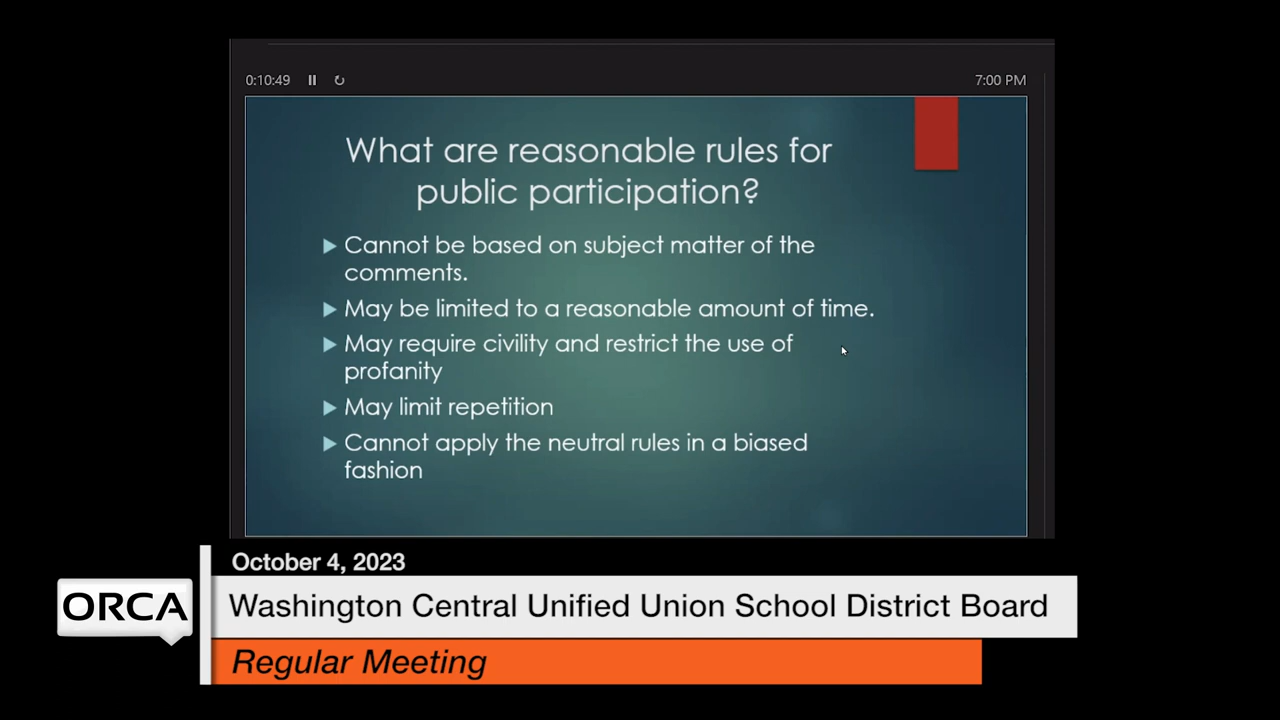 0:10:49
7:00 PM
What are reasonable rules for
public participation?
Cannot be based on subject matter of the
comments.
May be limited to a reasonable amount of time.
May require civility and restrict the use of
profanity
May limit repetition
Cannot apply the neutral rules in a biased
fashion
October 4, 2023
ORCA
Washington Central Unified Union School District Board
Regular Meeting